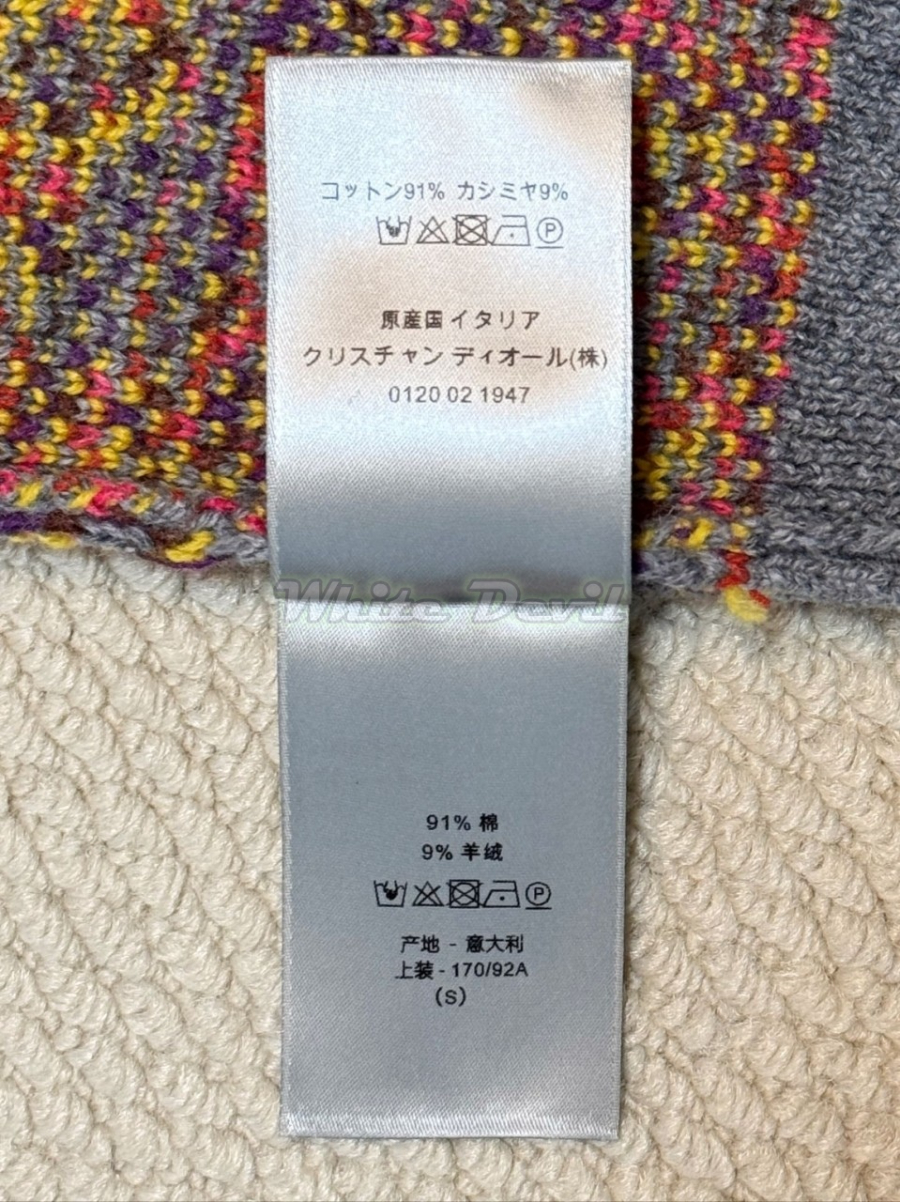 コットン91% カシミヤ9%
P
原産国 イタリア
クリスチャン ディオール(株)
0120 02 1947
White Devil
91% 棉
9% 羊绒
P
产地 - 意大利
上装 - 170/92A
(S)